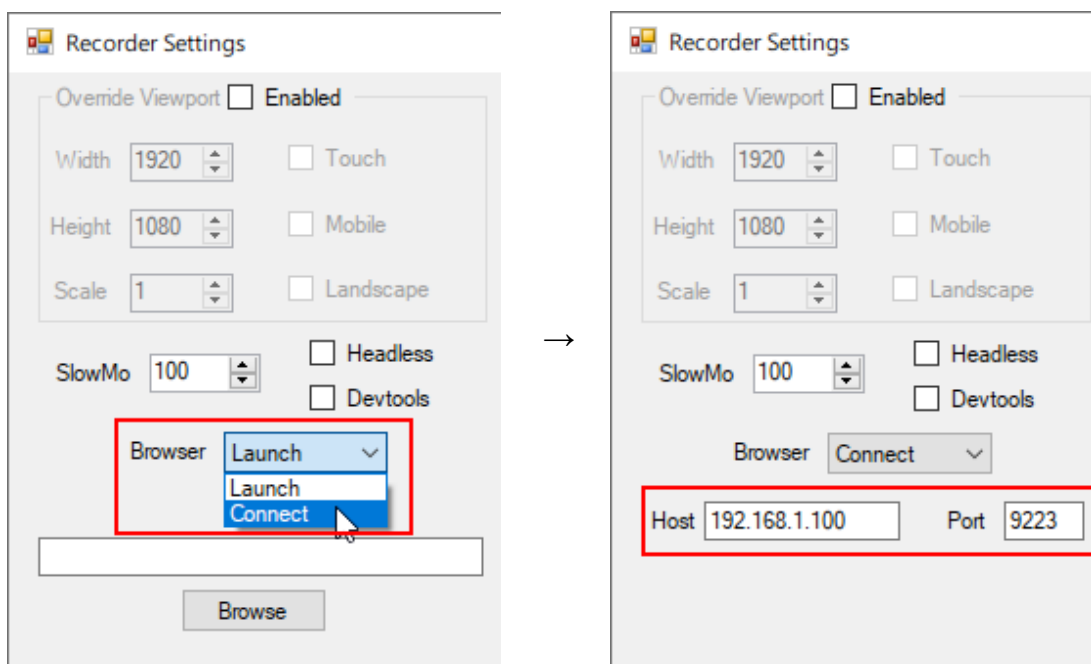 Recorder Settings
Override Viewport Enabled
Width 1920 Touch
Height 1080 Mobile
Scale 1 Landscape
SlowMo 100 Headless
Devtools
Browser Launch
Launch
Connect
Browse
→
Recorder Settings
Override Viewport Enabled
Width 1920 Touch
Height 1080 Mobile
Scale 1 Landscape
SlowMo 100 Headless
Devtools
Browser Connect
Host 192.168.1.100 Port 9223